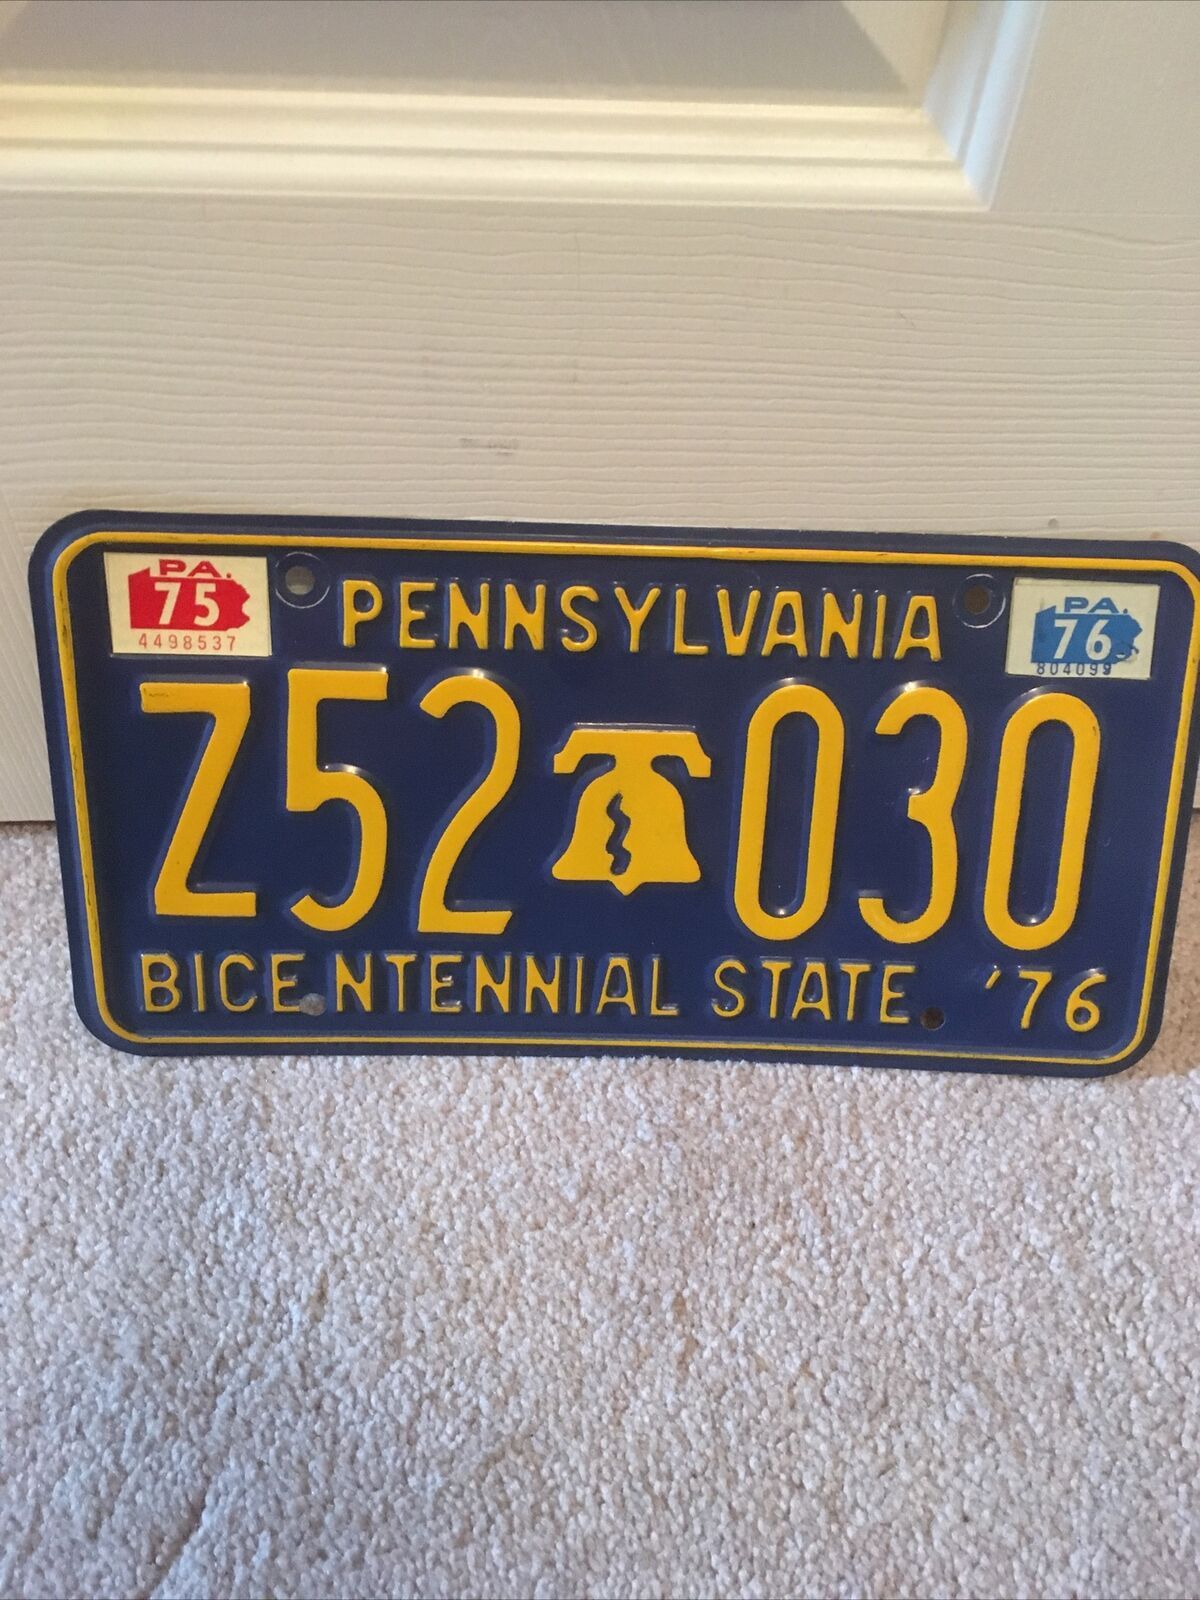 PA.
75
4498537
PENNSYLVANIA
PA.
76
804099
Z52 030
BICENTENNIAL STATE '76